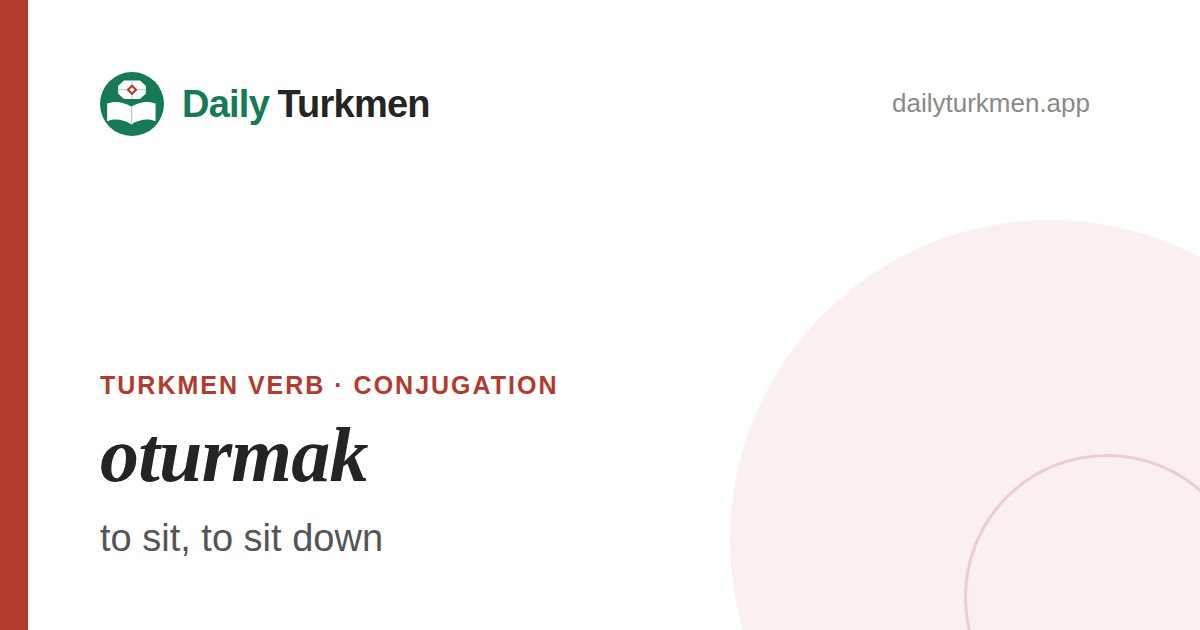 Daily Turkmen
dailyturkmen.app
TURKMEN VERB · CONJUGATION
oturmak
to sit, to sit down